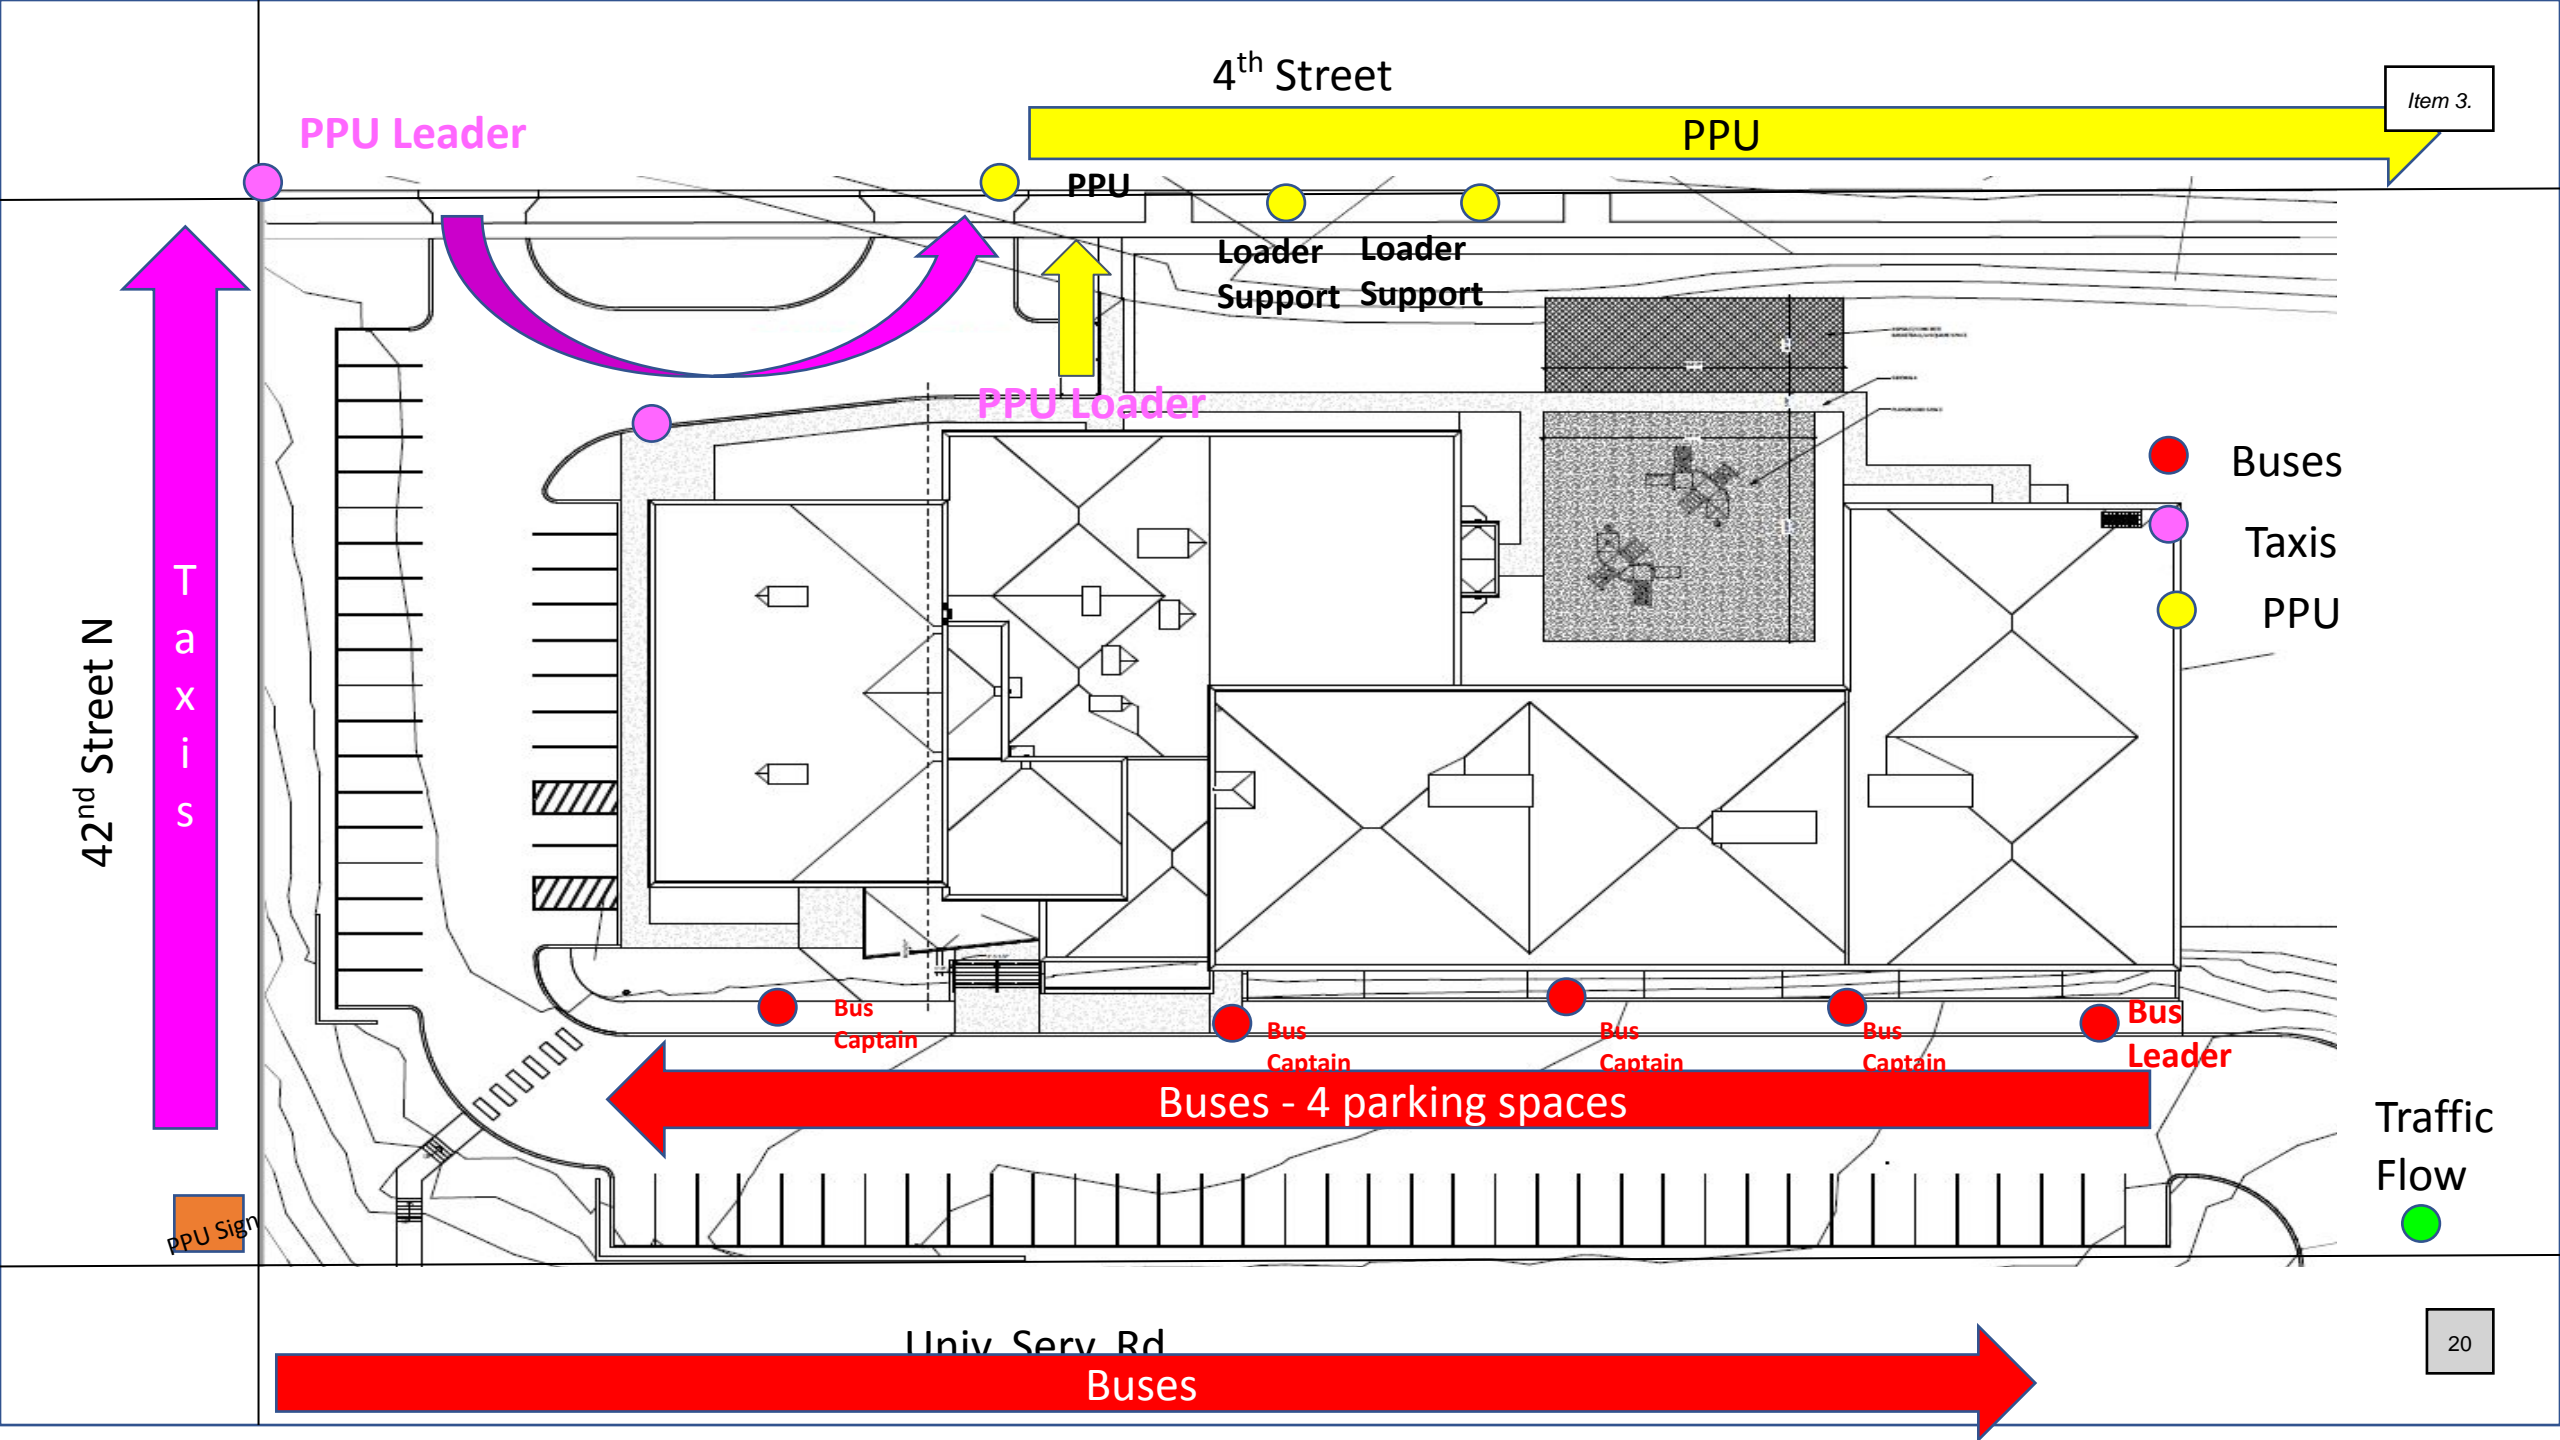 4th Street
Item 3.
PPU Leader
PPU
PPU
Loader
Support
Loader
Support
PPU Loader
Buses
Taxis
PPU
Taxis
42nd Street N
Bus
Captain
Bus
Captain
Bus
Captain
Bus
Captain
Bus
Leader
Buses - 4 parking spaces
Traffic
Flow
PPU Sign
Univ. Serv. Rd
Buses
20